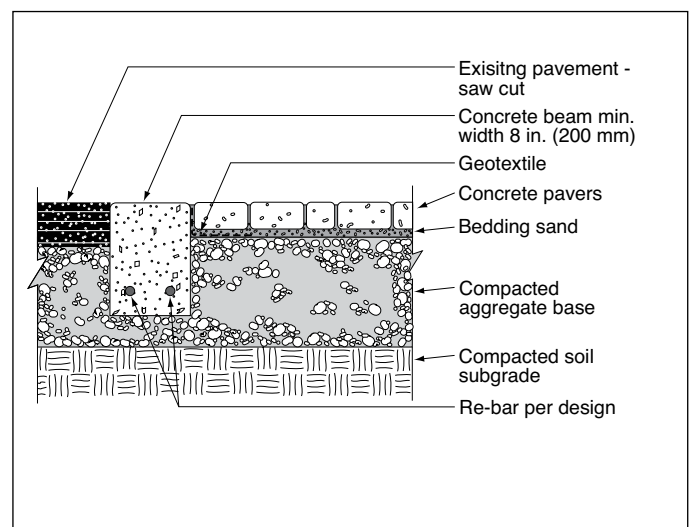 Exisitng pavement -
saw cut
Concrete beam min.
width 8 in. (200 mm)
Geotextile
Concrete pavers
Bedding sand
Compacted
aggregate base
Compacted soil
subgrade
Re-bar per design